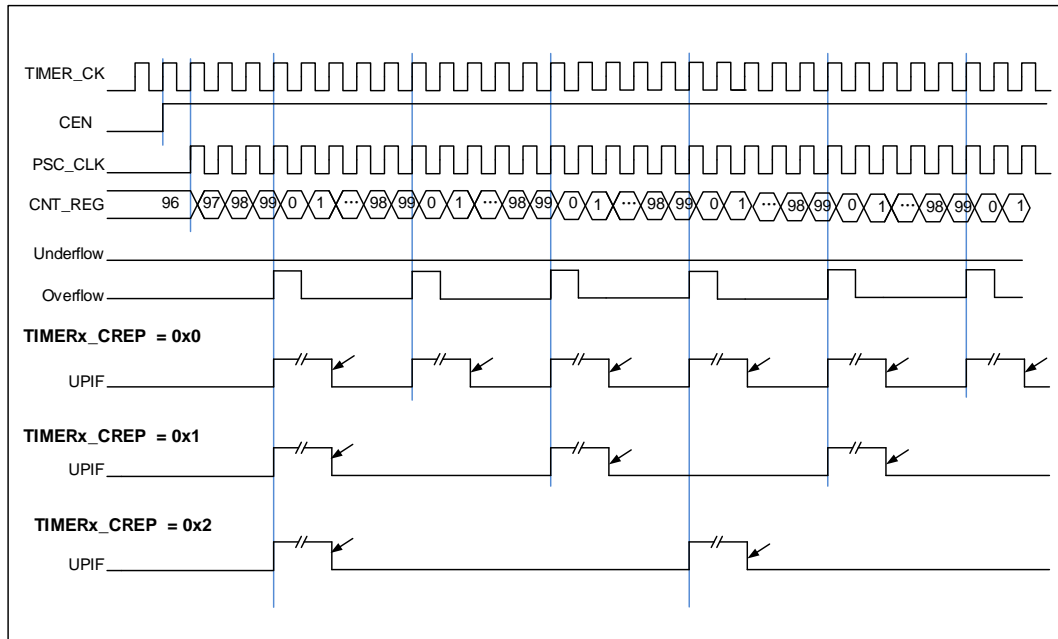 TIMER_CK
CEN
PSC_CLK
CNT_REG 96 97 98 99 0 1 ... 98 99 0 1 ... 98 99 0 1 ... 98 99 0 1 ... 98 99 0 1 ... 98 99 0 1
Underflow
Overflow
TIMERx_CREP = 0x0
UPIF
TIMERx_CREP = 0x1
UPIF
TIMERx_CREP = 0x2
UPIF